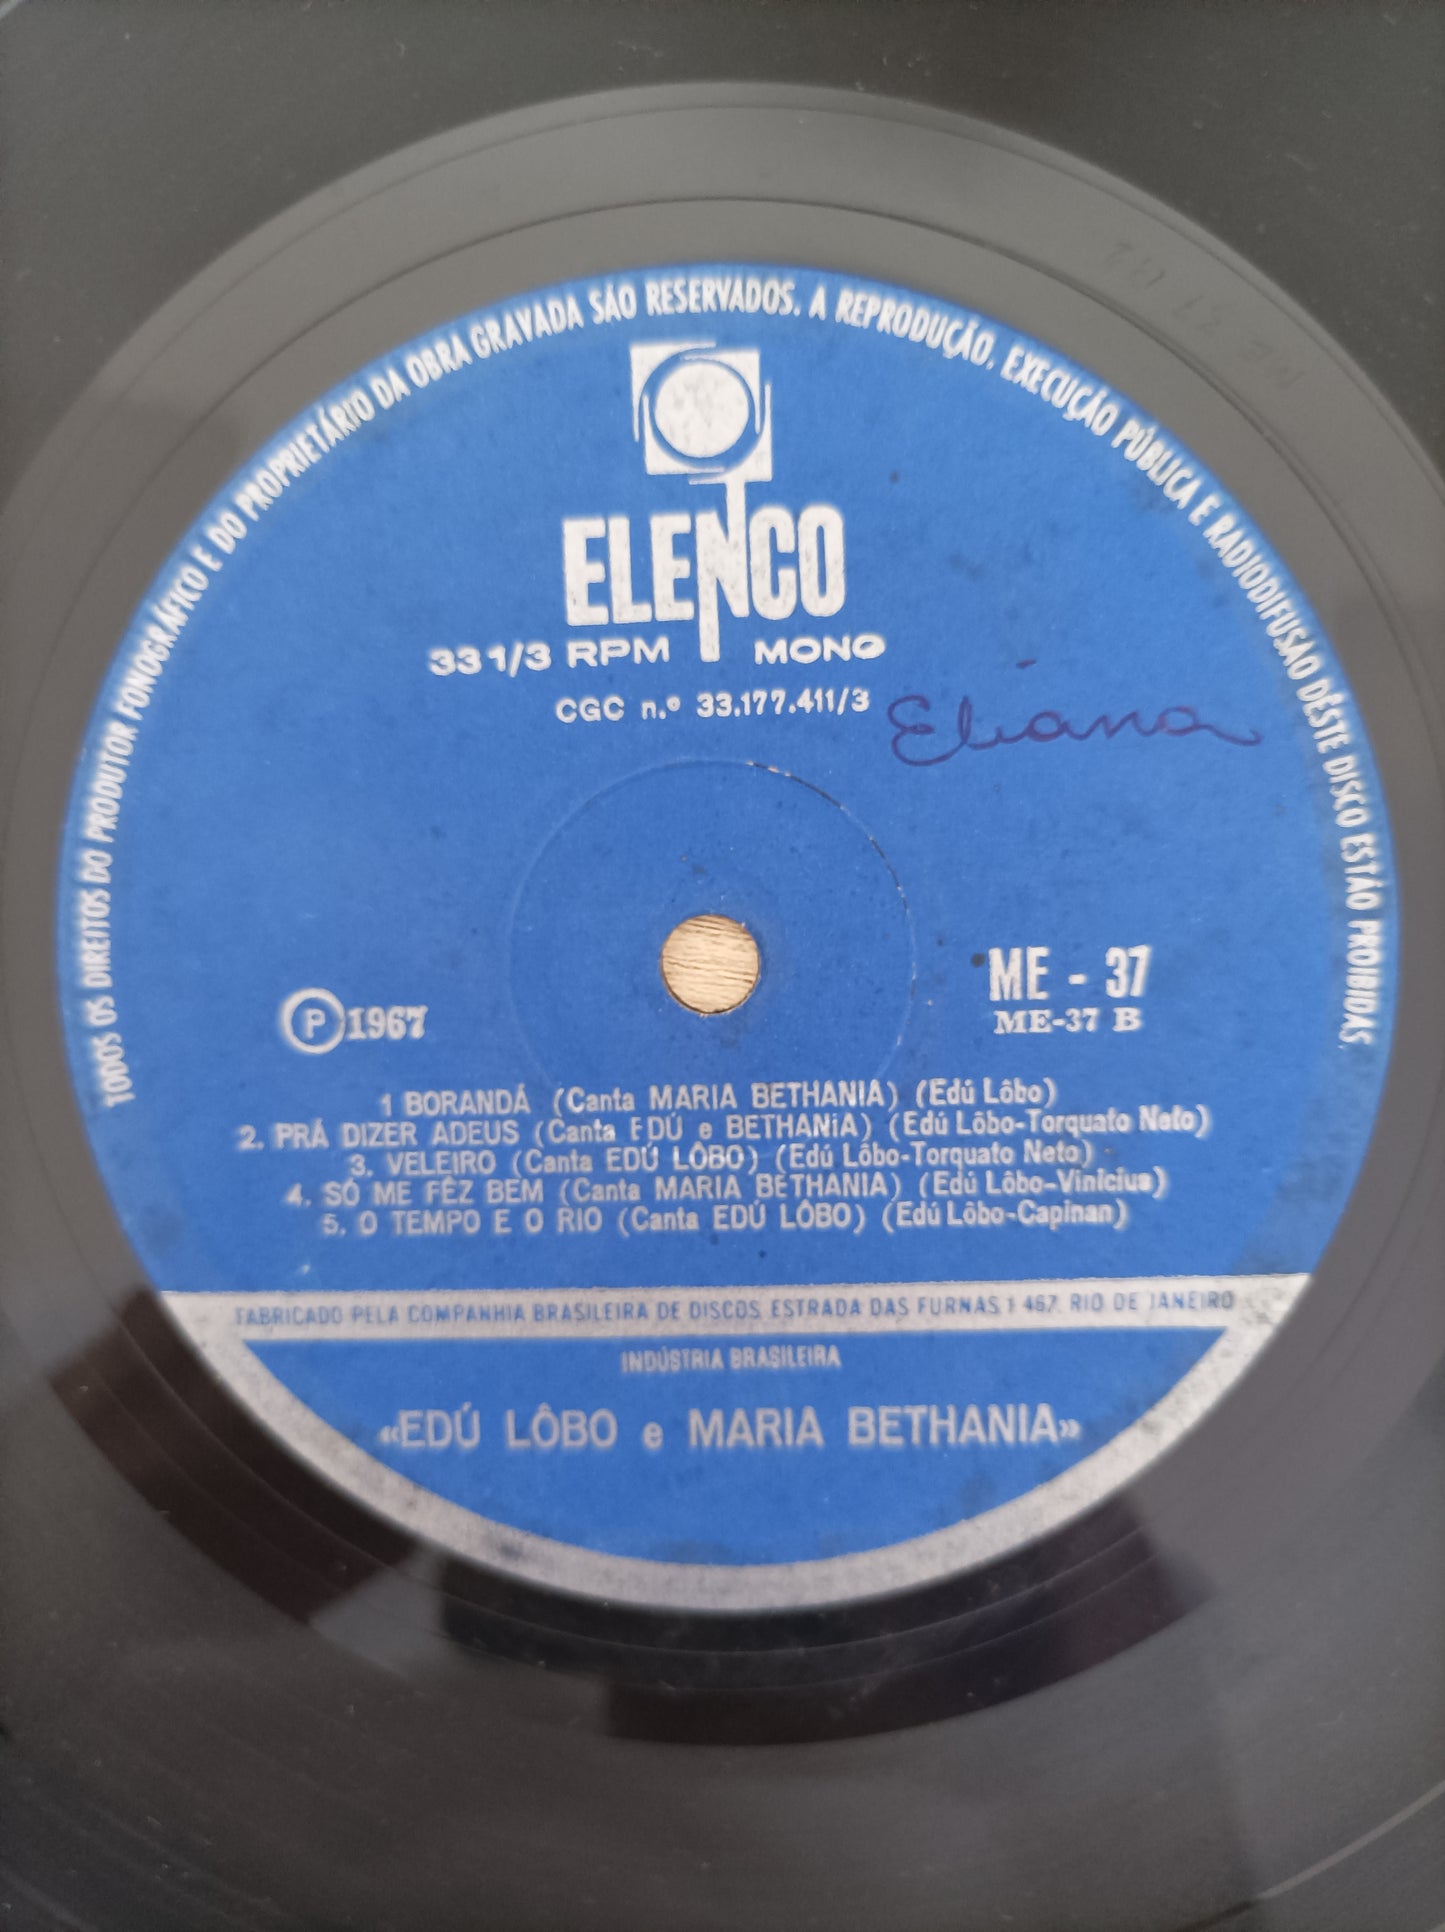 TODOS OS DIREITOS DO PRODUTOR FONOGRÁFICO E DO PROPRIETÁRIO DA OBRA GRAVADA SÃO RESERVADOS. A REPRODUÇÃO, EXECUÇÃO PÚBLICA E RADIODIFUSÃO DÊSTE DISCO ESTÃO PROIBIDAS.
ELENCO
33 1/3 RPM MONO
CGC n.º 33.177.411/3
Eliana
ME - 37
Ⓟ 1967
ME-37 B
1 BORANDÁ (Canta MARIA BETHANIA) (Edú Lôbo)
2. PRÁ DIZER ADEUS (Canta EDÚ e BETHANIA) (Edú Lôbo-Torquato Neto)
3. VELEIRO (Canta EDÚ LÔBO) (Edú Lôbo-Torquato Neto)
4. SÓ ME FÊZ BEM (Canta MARIA BETHANIA) (Edú Lôbo-Vinicius)
5. O TEMPO E O RIO (Canta EDÚ LÔBO) (Edú Lôbo-Capinan)
FABRICADO PELA COMPANHIA BRASILEIRA DE DISCOS ESTRADA DAS FURNAS 1 467. RIO DE JANEIRO
INDÚSTRIA BRASILEIRA
«EDÚ LÔBO e MARIA BETHANIA»